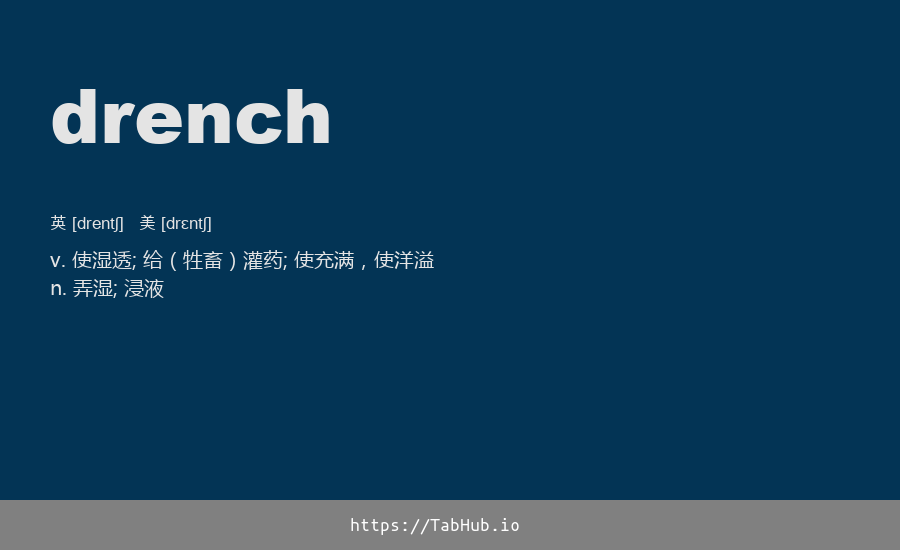 drench
英 [drentʃ] 美 [drɛntʃ]
v. 使湿透; 给（牲畜）灌药; 使充满，使洋溢
n. 弄湿; 浸液
https://TabHub.io